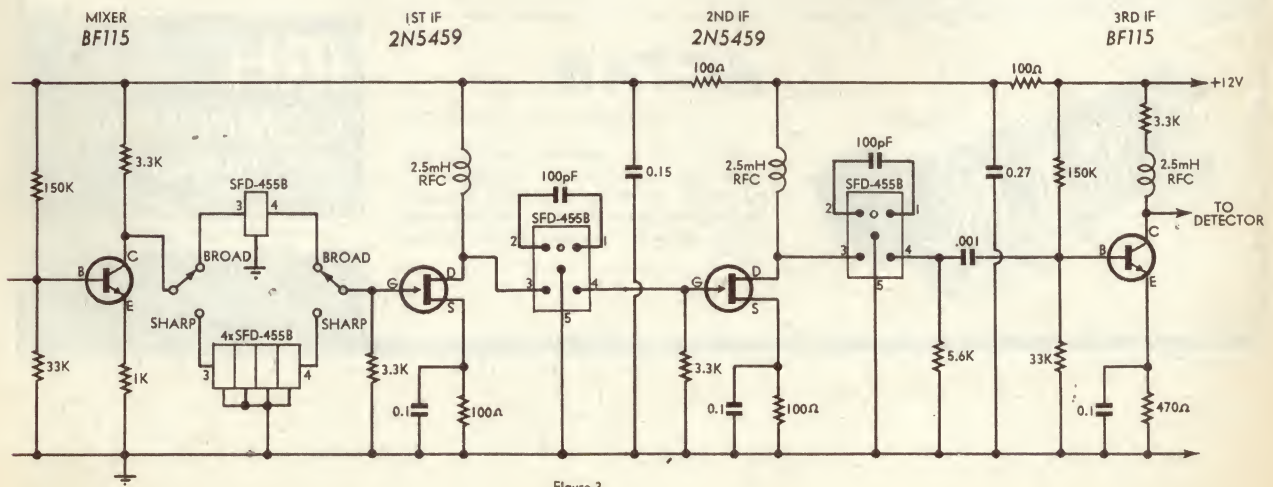 MIXER
BF115
1ST IF
2N5459
2ND IF
2N5459
3RD IF
BF115
100Ω
100Ω
+12V
3.3K
150K
SFD-455B
3
4
BROAD
BROAD
B
C
E
SHARP
SHARP
4xSFD-455B
3
4
33K
1K
2.5mH
RFC
100pF
SFD-455B
2
1
3
4
5
G
D
S
3.3K
0.1
100Ω
0.15
2.5mH
RFC
100pF
SFD-455B
2
1
3
4
5
G
D
S
3.3K
0.1
100Ω
.001
5.6K
0.27
150K
33K
3.3K
2.5mH
RFC
TO
DETECTOR
B
C
E
0.1
470Ω
Figure 3